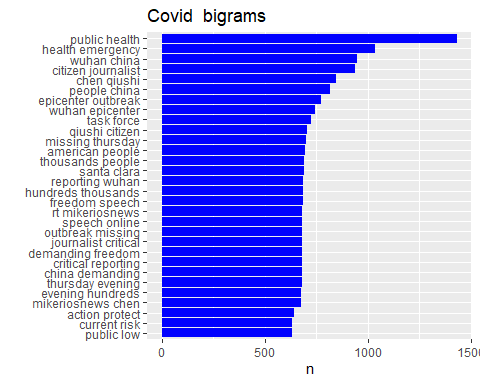 Covid bigrams
public health
health emergency
wuhan china
citizen journalist
chen qiushi
people china
epicenter outbreak
wuhan epicenter
task force
qiushi citizen
missing thursday
american people
thousands people
santa clara
reporting wuhan
hundreds thousands
freedom speech
rt mikeriosnews
speech online
outbreak missing
journalist critical
demanding freedom
critical reporting
china demanding
thursday evening
evening hundreds
mikeriosnews chen
action protect
current risk
public low
0 500 1000 1500
n